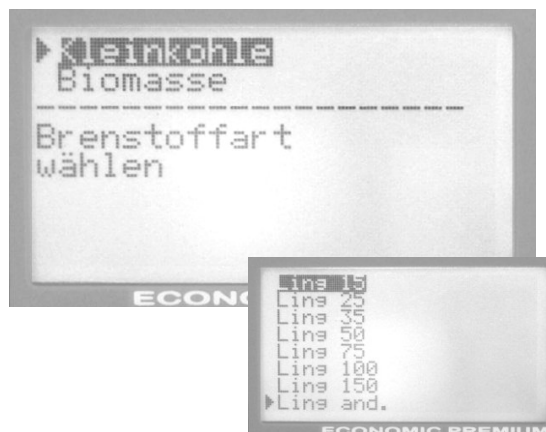 ▶Kleinkohle
Biomasse
--------------------
Brenstoffart
wählen
ECON
Ling 15
Ling 25
Ling 35
Ling 50
Ling 75
Ling 100
Ling 150
▶Ling and.
ECONOMIC PREMIUM